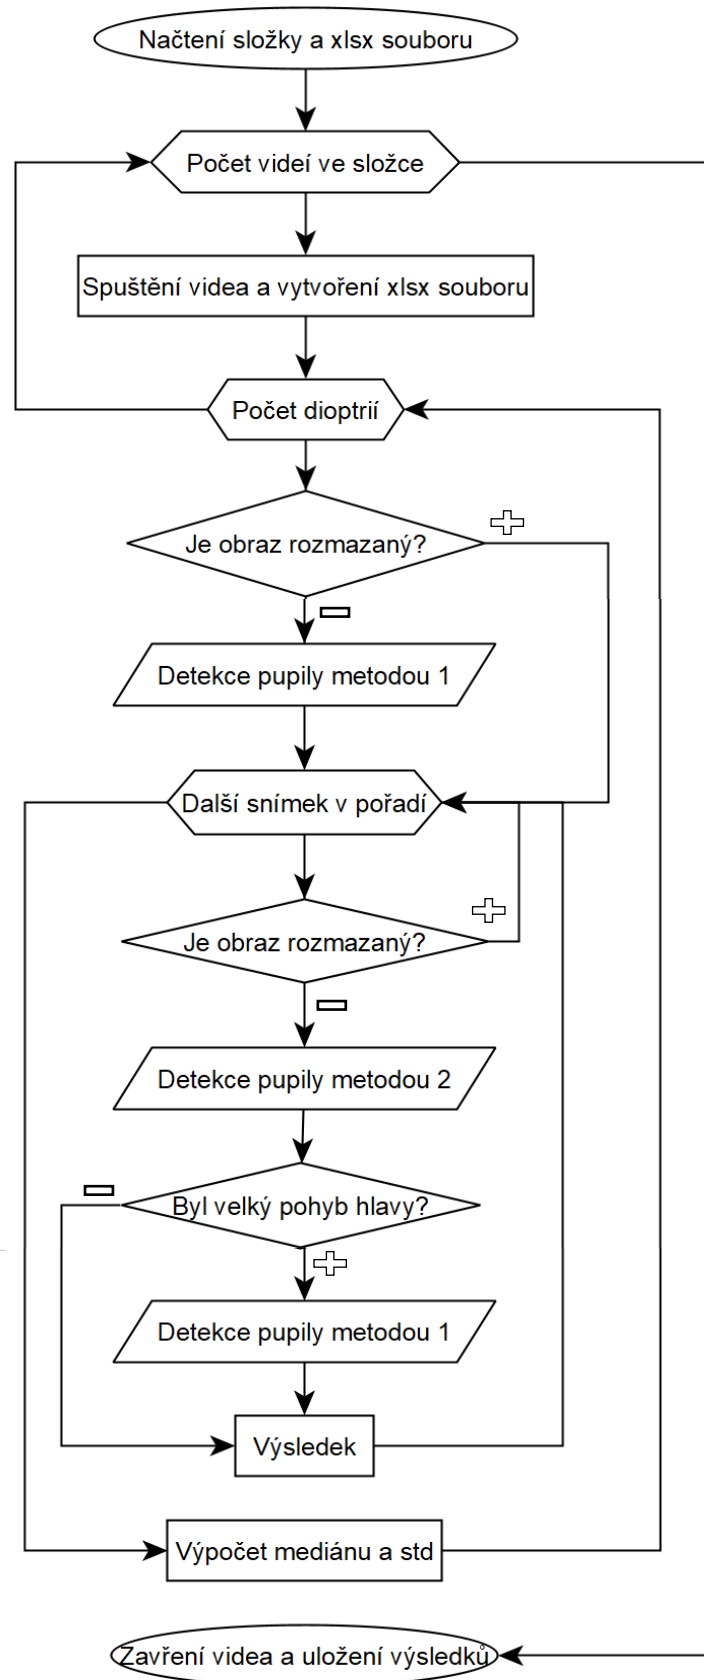 Načtení složky a xlsx souboru
Počet videí ve složce
Spuštění videa a vytvoření xlsx souboru
Počet dioptrií
Je obraz rozmazaný?
Detekce pupily metodou 1
Další snímek v pořadí
Je obraz rozmazaný?
Detekce pupily metodou 2
Byl velký pohyb hlavy?
Detekce pupily metodou 1
Výsledek
Výpočet mediánu a std
Zavření videa a uložení výsledků